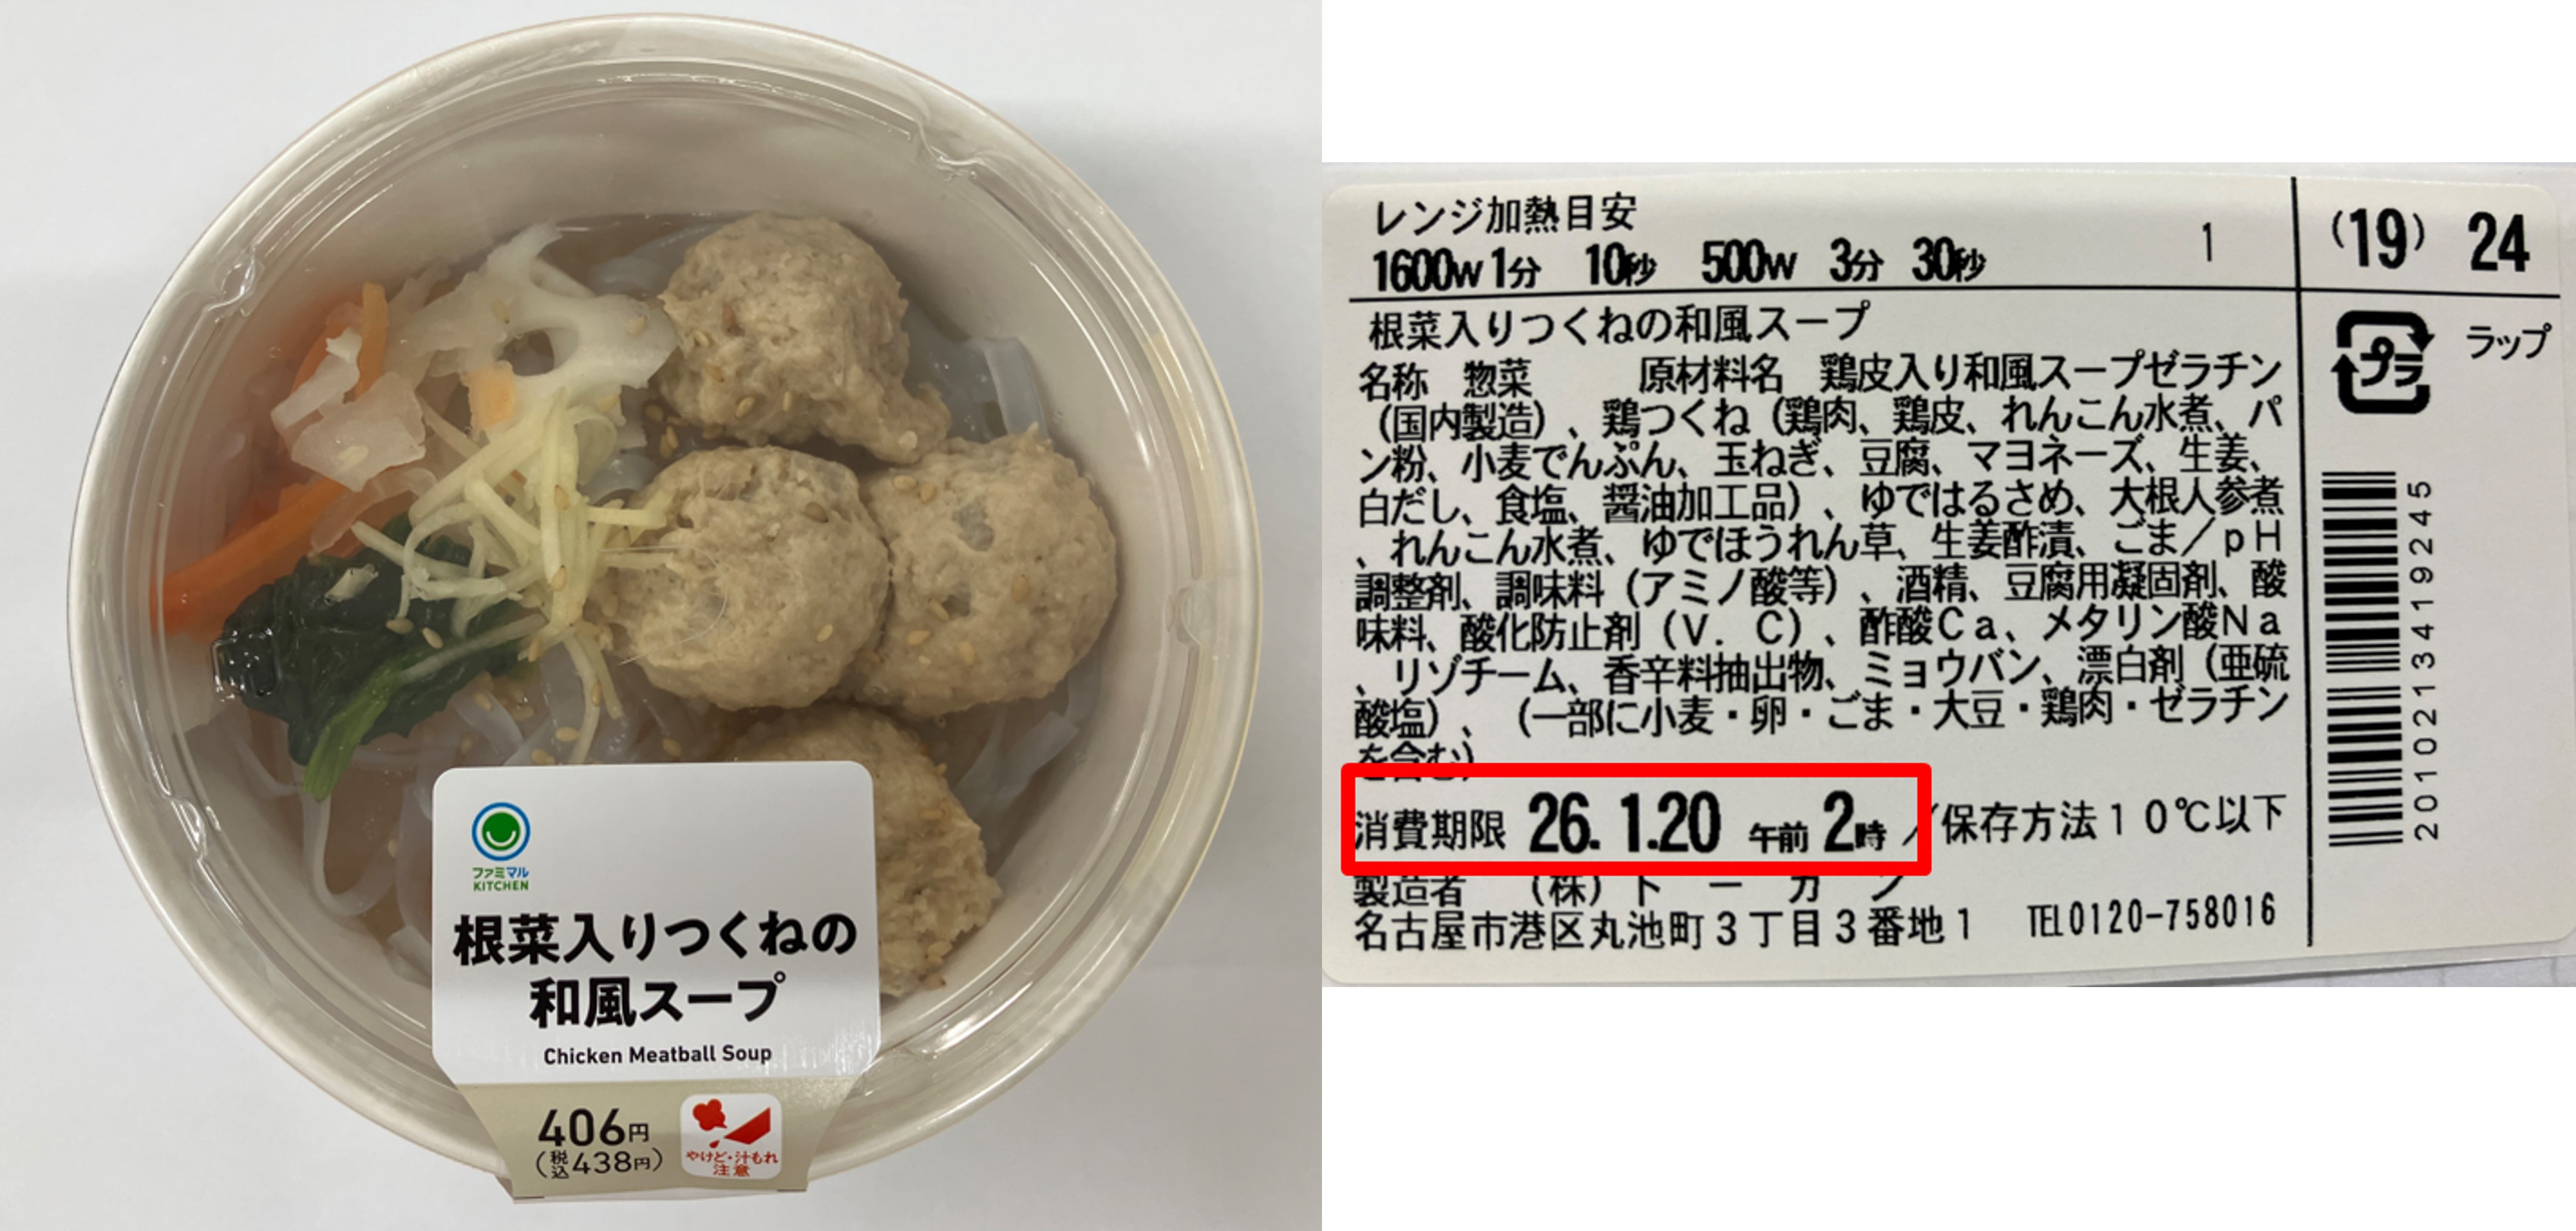 ファミマル
KITCHEN
根菜入りつくねの
和風スープ
Chicken Meatball Soup
406円
(税込438円)
やけど・汁もれ
注意
レンジ加熱目安
1600W 1分 10秒 500W 3分 30秒
1
(19) 24
プラ
ラップ
根菜入りつくねの和風スープ
名称 惣菜 原材料名 鶏皮入り和風スープゼラチン
(国内製造)、鶏つくね(鶏肉、鶏皮、れんこん水煮、パ
ン粉、小麦でんぷん、玉ねぎ、豆腐、マヨネーズ、生姜、
白だし、食塩、醤油加工品)、ゆではるさめ、大根人参煮
、れんこん水煮、ゆでほうれん草、生姜酢漬、ごま/pH
調整剤、調味料(アミノ酸等)、酒精、豆腐用凝固剤、酸
味料、酸化防止剤(V.C)、酢酸Ca、メタリン酸Na
、リゾチーム、香辛料抽出物、ミョウバン、漂白剤(亜硫
酸塩)、(一部に小麦・卵・ごま・大豆・鶏肉・ゼラチン
を含む)
消費期限 26. 1.20 午前 2時 /保存方法10℃以下
製造者 (株)トーカン
名古屋市港区丸池町3丁目3番地1 TEL0120-758016
2010213419245